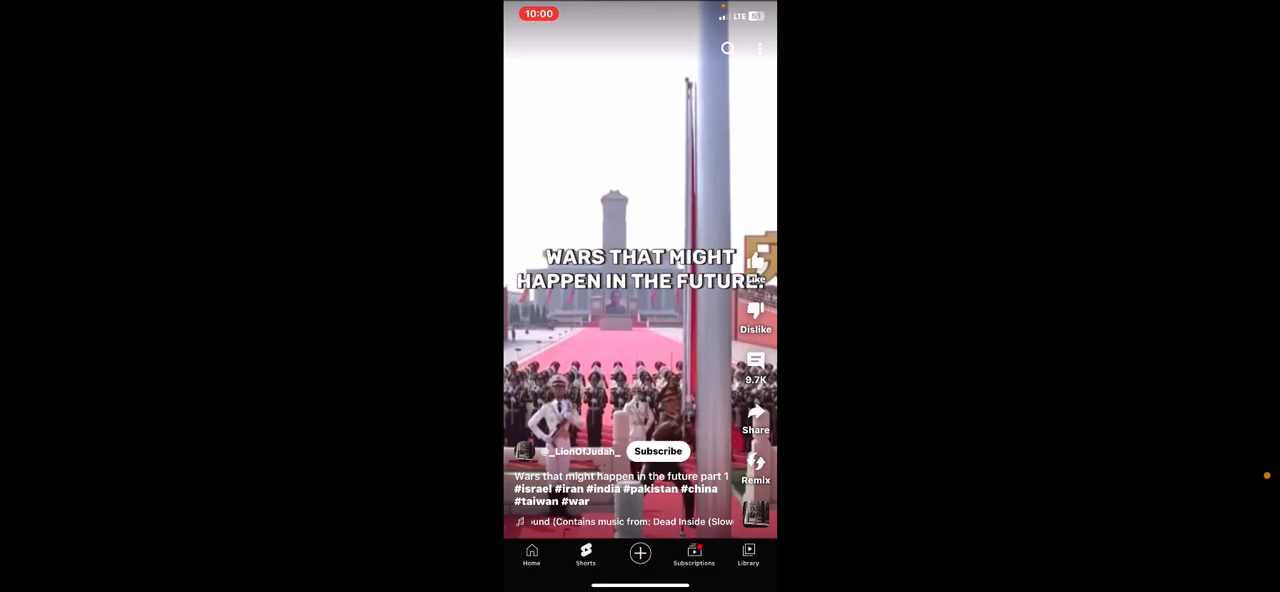 10:00
LTE
WARS THAT MIGHT
HAPPEN IN THE FUTURE.
Like
Dislike
9.7K
Share
Remix
@_LionOfJudah_
Subscribe
Wars that might happen in the future part 1
#israel #iran #india #pakistan #china
#taiwan #war
und (Contains music from: Dead Inside (Slow
Home
Shorts
Subscriptions
Library